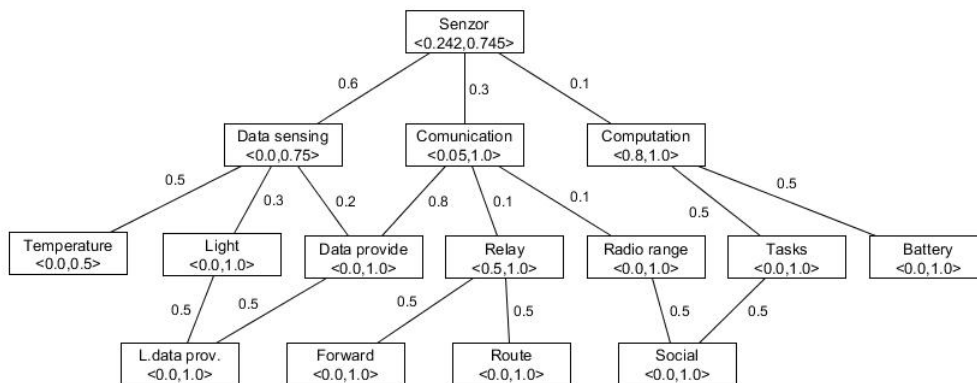 Senzor
<0.242,0.745>
0.6
0.3
0.1
Data sensing
<0.0,0.75>
Comunication
<0.05,1.0>
Computation
<0.8,1.0>
0.5
0.3
0.2
0.8
0.1
0.1
0.5
0.5
Temperature
<0.0,0.5>
Light
<0.0,1.0>
Data provide
<0.0,1.0>
Relay
<0.5,1.0>
Radio range
<0.0,1.0>
Tasks
<0.0,1.0>
Battery
<0.0,1.0>
0.5
0.5
0.5
0.5
0.5
0.5
L.data prov.
<0.0,1.0>
Forward
<0.0,1.0>
Route
<0.0,1.0>
Social
<0.0,1.0>